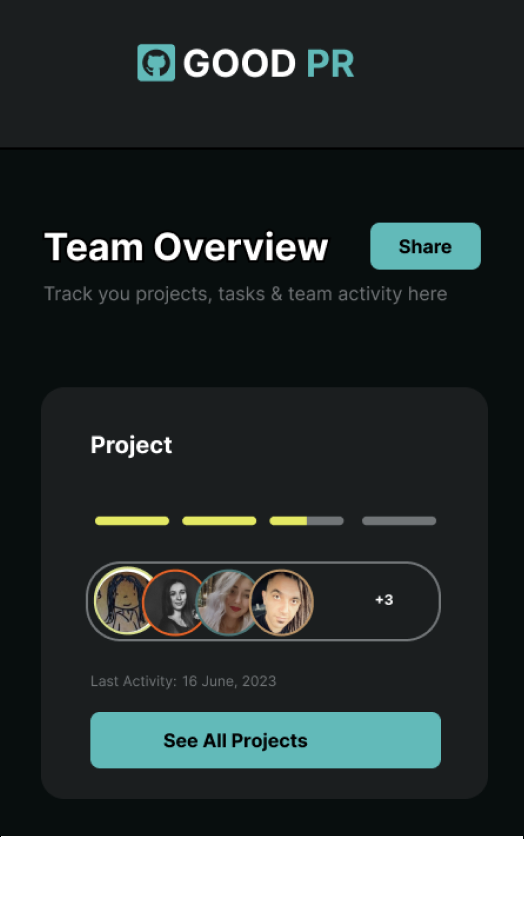 GOOD PR
Team Overview
Share
Track you projects, tasks & team activity here
Project
+3
Last Activity: 16 June, 2023
See All Projects